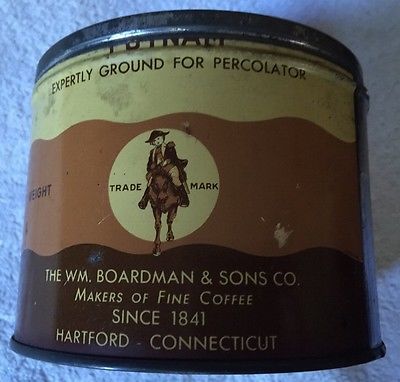 EXPERTLY GROUND FOR PERCOLATOR
WEIGHT
TRADE MARK
THE WM. BOARDMAN & SONS CO.
MAKERS OF FINE COFFEE
SINCE 1841
HARTFORD - CONNECTICUT